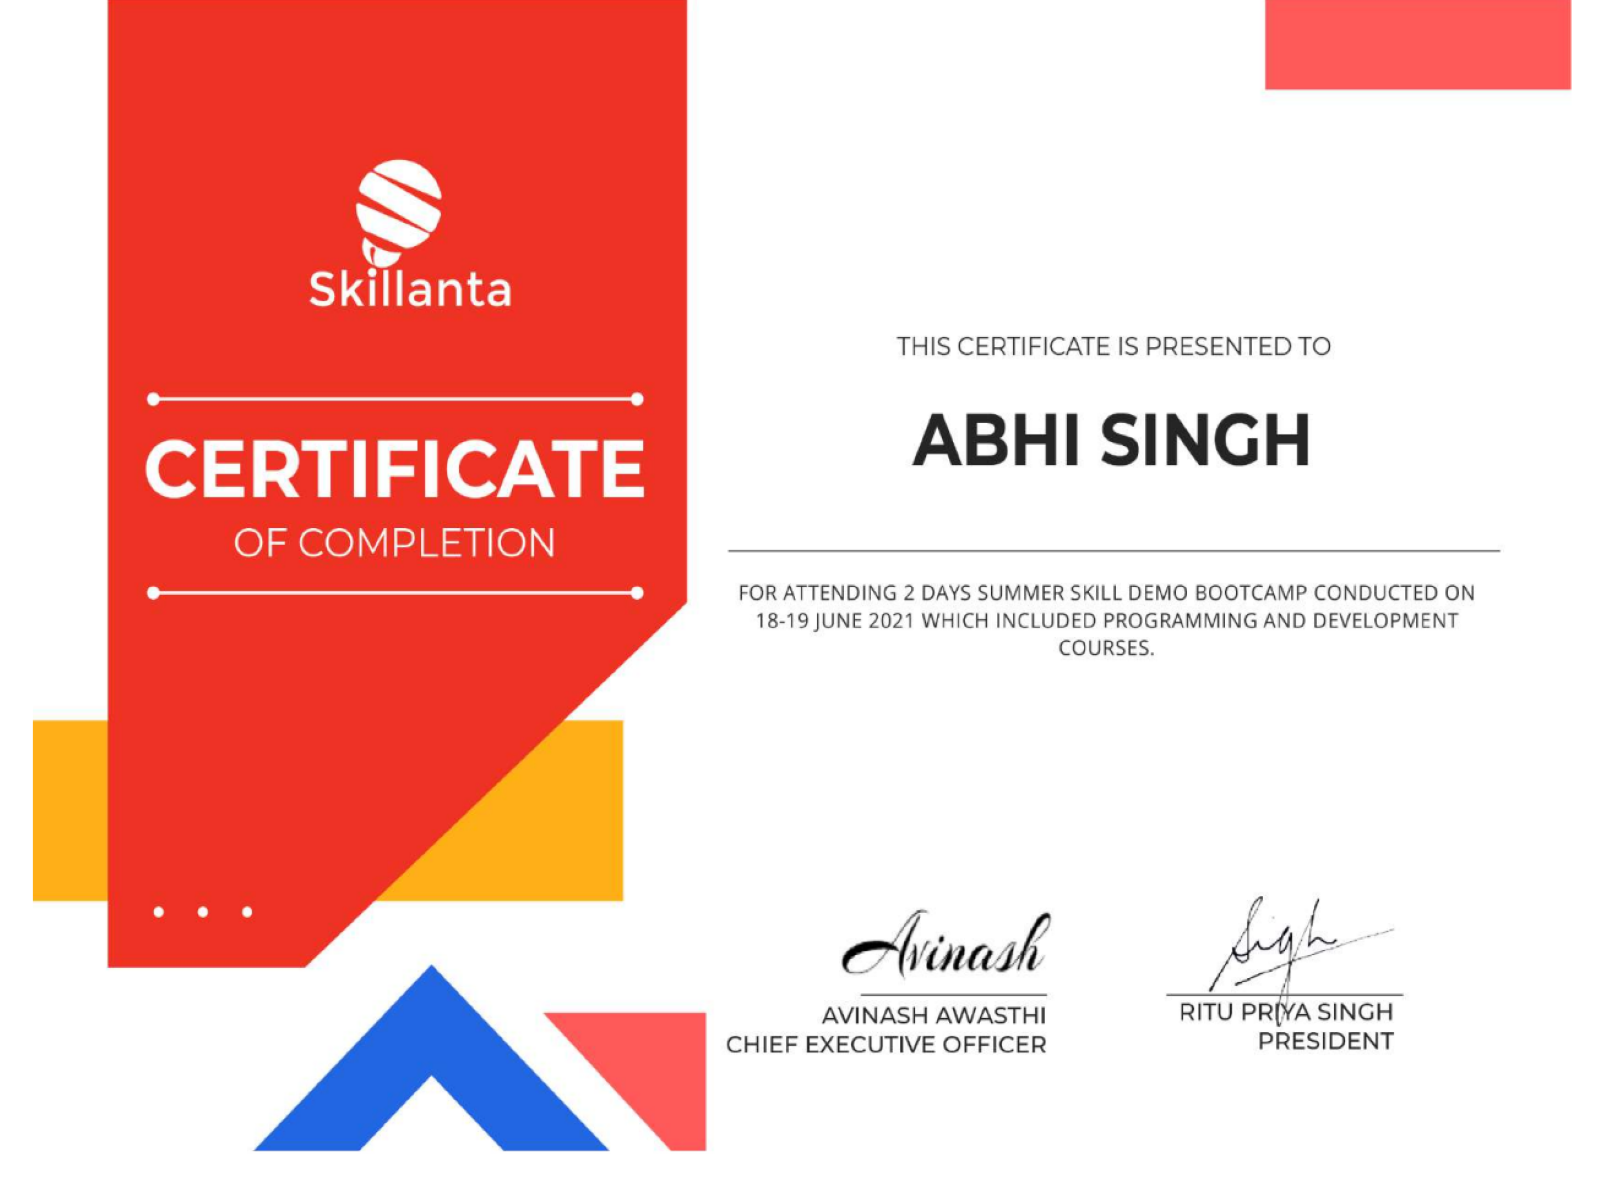 Skillanta
CERTIFICATE
OF COMPLETION
THIS CERTIFICATE IS PRESENTED TO
ABHI SINGH
FOR ATTENDING 2 DAYS SUMMER SKILL DEMO BOOTCAMP CONDUCTED ON
18-19 JUNE 2021 WHICH INCLUDED PROGRAMMING AND DEVELOPMENT
COURSES.
Avinash
AVINASH AWASTHI
CHIEF EXECUTIVE OFFICER
Sigh
RITU PRIYA SINGH
PRESIDENT